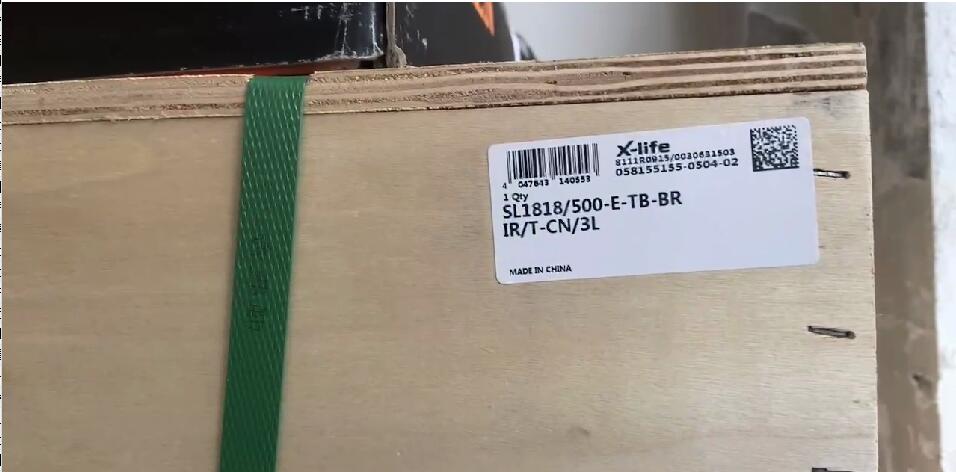 X-life
8111R0915/0030631503
058155155-0504-02
4 047643 140553
1 Qty
SL1818/500-E-TB-BR
IR/T-CN/3L
MADE IN CHINA